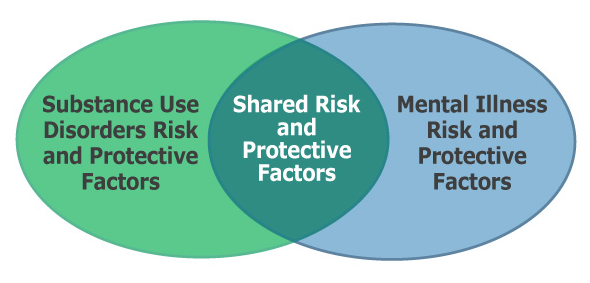 Substance Use
Disorders Risk
and Protective
Factors
Shared Risk
and
Protective
Factors
Mental Illness
Risk and
Protective
Factors